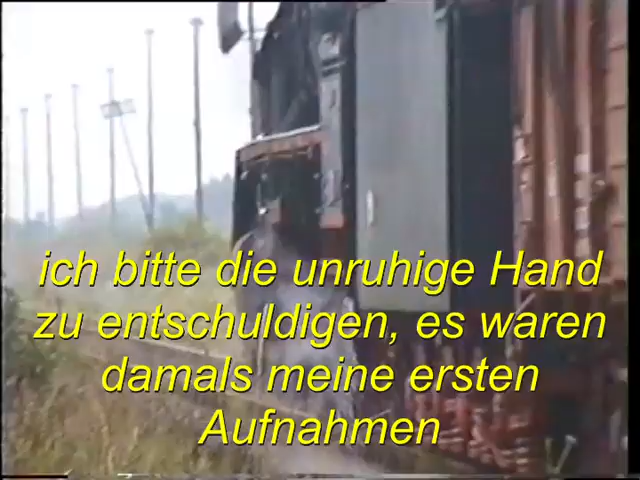 ich bitte die unruhige Hand
zu entschuldigen, es waren
damals meine ersten
Aufnahmen